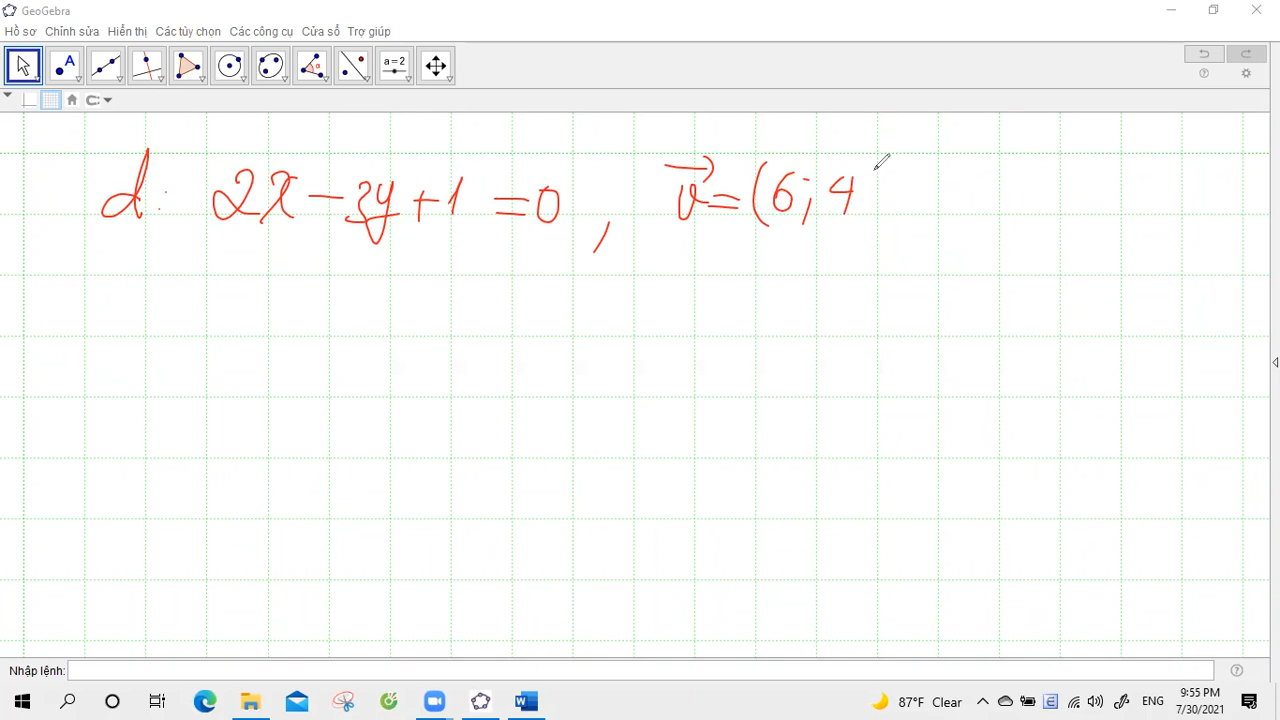 GeoGebra
Hồ sơ Chỉnh sửa Hiển thị Các tùy chọn Các công cụ Cửa sổ Trợ giúp
A a=2
d: 2x - 3y + 1 = 0 , v⃗ = (6; 4
Nhập lệnh:
87°F Clear ENG 9:55 PM
7/30/2021